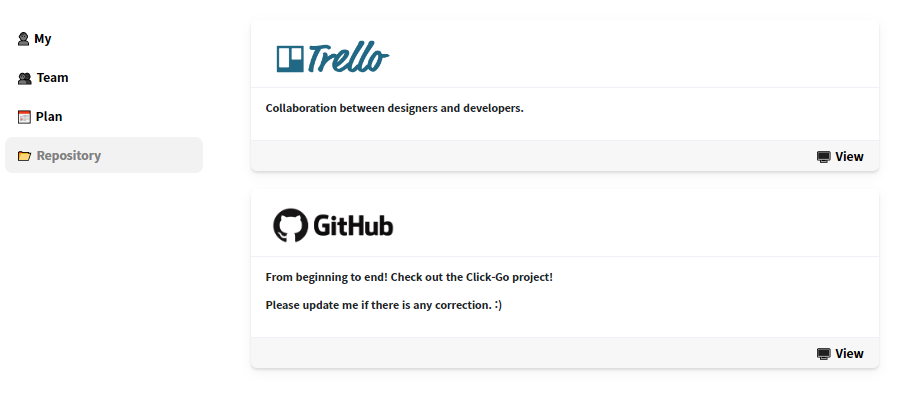 My
Team
Plan
Repository
Trello
Collaboration between designers and developers.
View
GitHub
From beginning to end! Check out the Click-Go project!
Please update me if there is any correction. :)
View